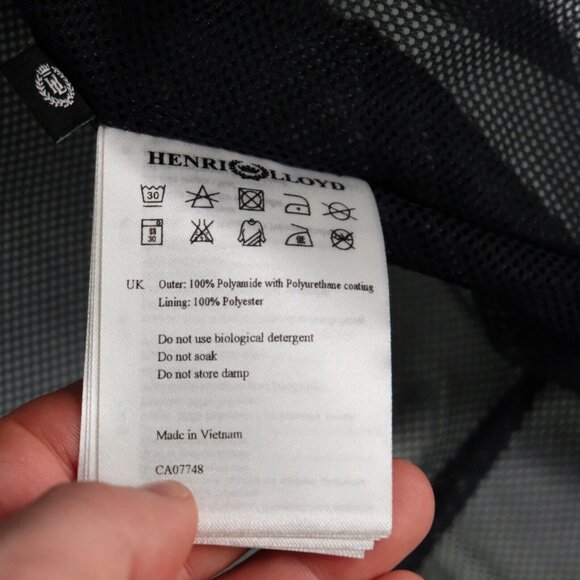 HENRI LLOYD
30
30
UK Outer: 100% Polyamide with Polyurethane coating
Lining: 100% Polyester
Do not use biological detergent
Do not soak
Do not store damp
Made in Vietnam
CA07748